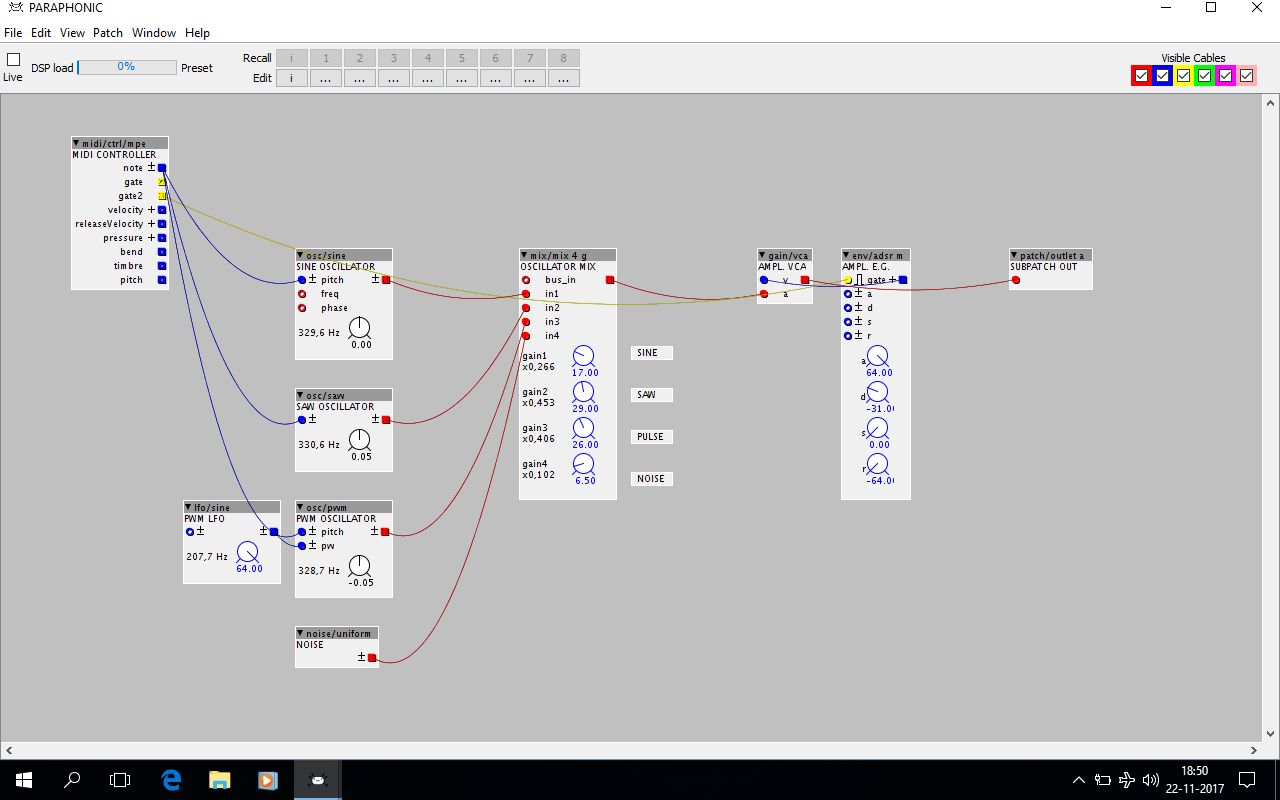 PARAPHONIC
File Edit View Patch Window Help
Live
DSP load 0% Preset
Recall i 1 2 3 4 5 6 7 8
Edit i ... ... ... ... ... ... ... ...
Visible Cables
midi/ctrl/mpe
MIDI CONTROLLER
note ±
gate
gate2
velocity +
releaseVelocity +
pressure +
bend
timbre
pitch
osc/sine
SINE OSCILLATOR
± pitch ±
freq
phase
329,6 Hz
0.00
osc/saw
SAW OSCILLATOR
± ±
330,6 Hz
0.05
lfo/sine
PWM LFO
± ±
207,7 Hz
64.00
osc/pwm
PWM OSCILLATOR
± pitch ±
± pw
328,7 Hz
-0.05
noise/uniform
NOISE
±
mix/mix 4 g
OSCILLATOR MIX
bus_in
in1
in2
in3
in4
gain1
x0,266
17.00
gain2
x0,453
29.00
gain3
x0,406
26.00
gain4
x0,102
6.50
SINE
SAW
PULSE
NOISE
gain/vca
AMPL. VCA
v
a
env/adsr m
AMPL. E.G.
gate +
± a
± d
± s
± r
a
64.00
d
-31.0
s
0.00
r
-64.0
patch/outlet a
SUBPATCH OUT
18:50
22-11-2017